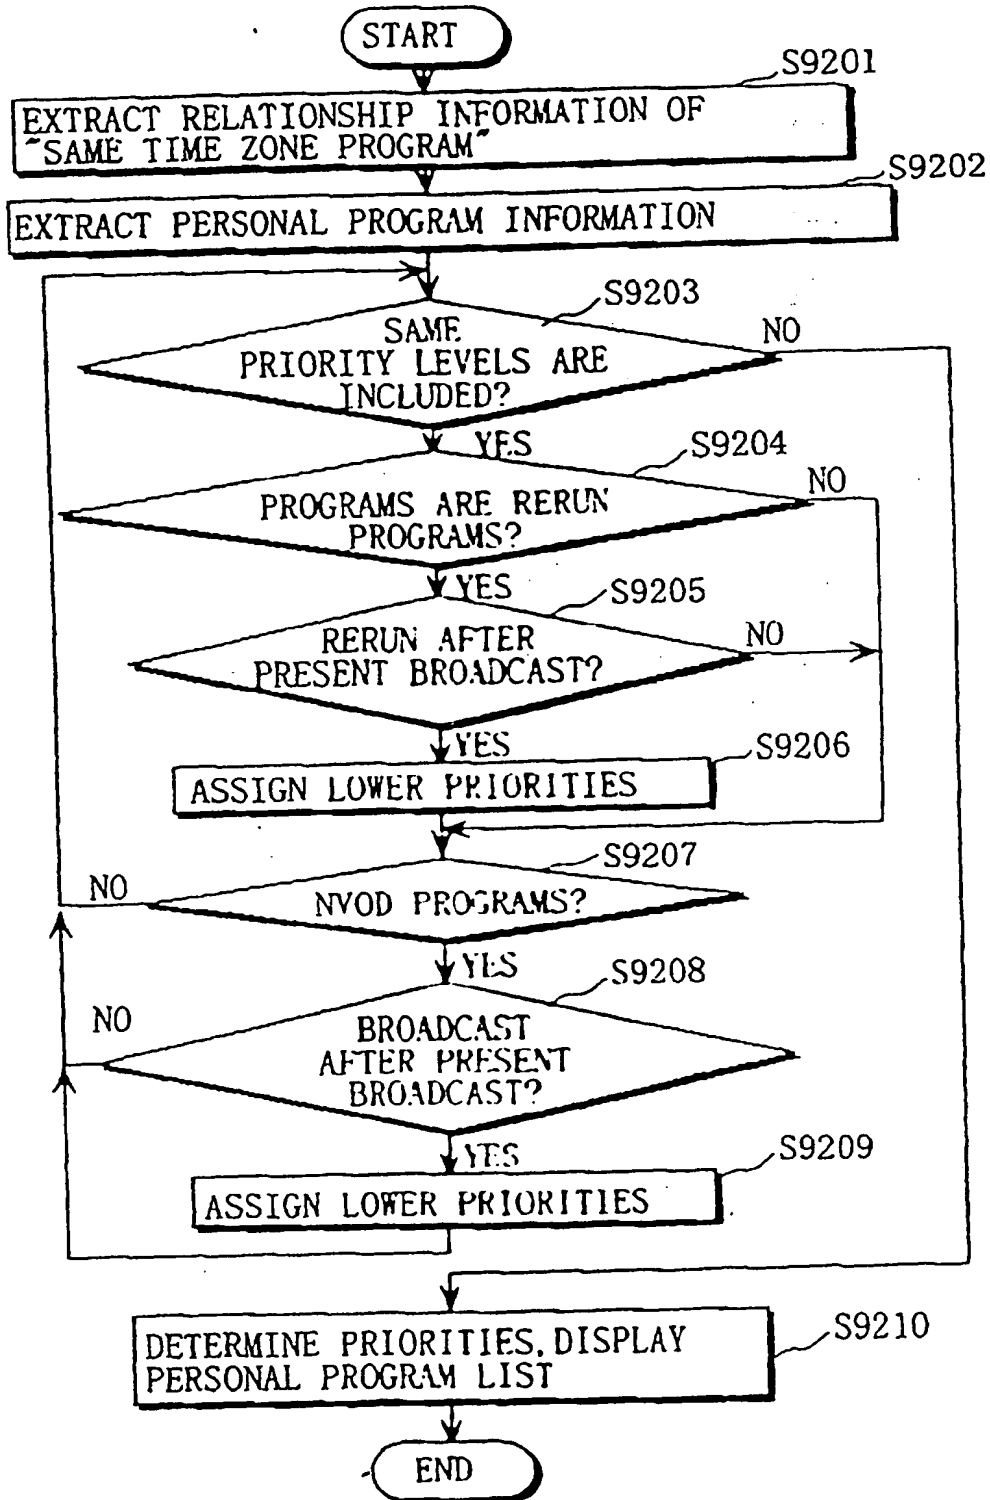 START
S9201
EXTRACT RELATIONSHIP INFORMATION OF
"SAME TIME ZONE PROGRAM"
S9202
EXTRACT PERSONAL PROGRAM INFORMATION
S9203
SAME
PRIORITY LEVELS ARE
INCLUDED?
NO
YES
S9204
PROGRAMS ARE RERUN
PROGRAMS?
NO
YES
S9205
RERUN AFTER
PRESENT BROADCAST?
NO
YES
S9206
ASSIGN LOWER PRIORITIES
S9207
NVOD PROGRAMS?
NO
YES
S9208
BROADCAST
AFTER PRESENT
BROADCAST?
NO
YES
S9209
ASSIGN LOWER PRIORITIES
S9210
DETERMINE PRIORITIES, DISPLAY
PERSONAL PROGRAM LIST
END